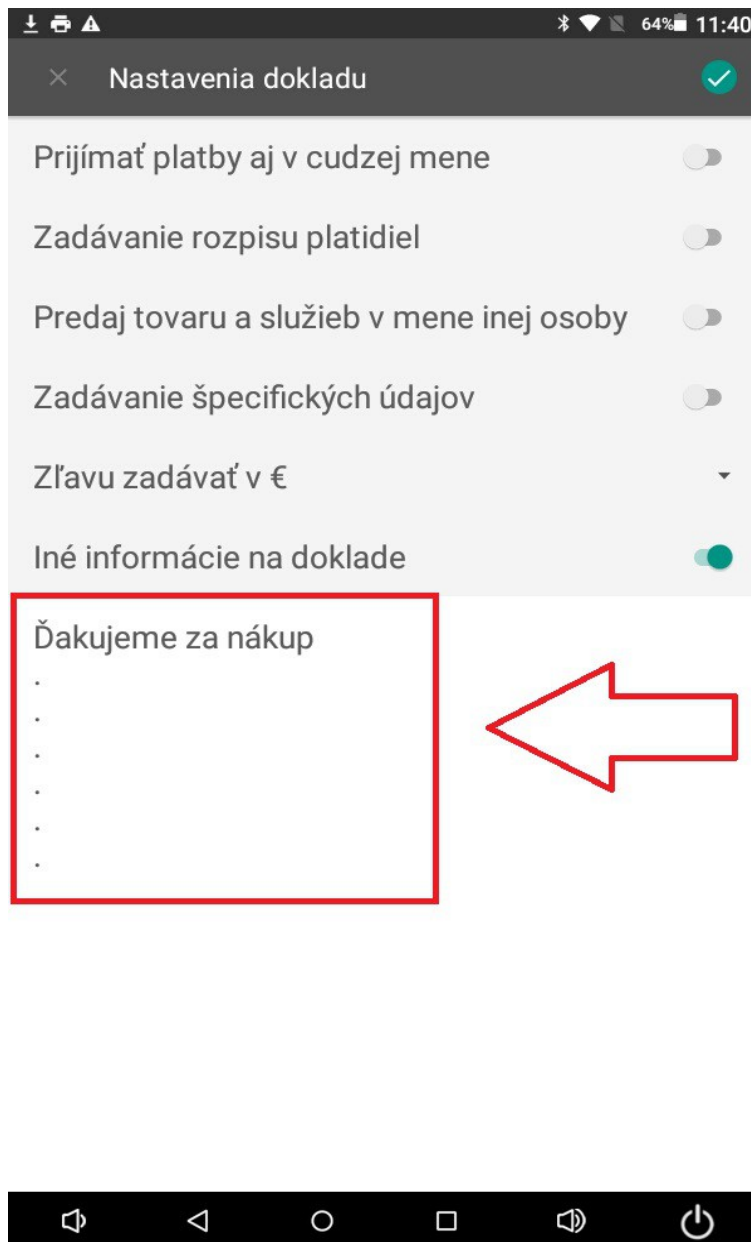 64% 11:40
Nastavenia dokladu
Prijímať platby aj v cudzej mene
Zadávanie rozpisu platidiel
Predaj tovaru a služieb v mene inej osoby
Zadávanie špecifických údajov
Zľavu zadávať v €
Iné informácie na doklade
Ďakujeme za nákup
.
.
.
.
.
.